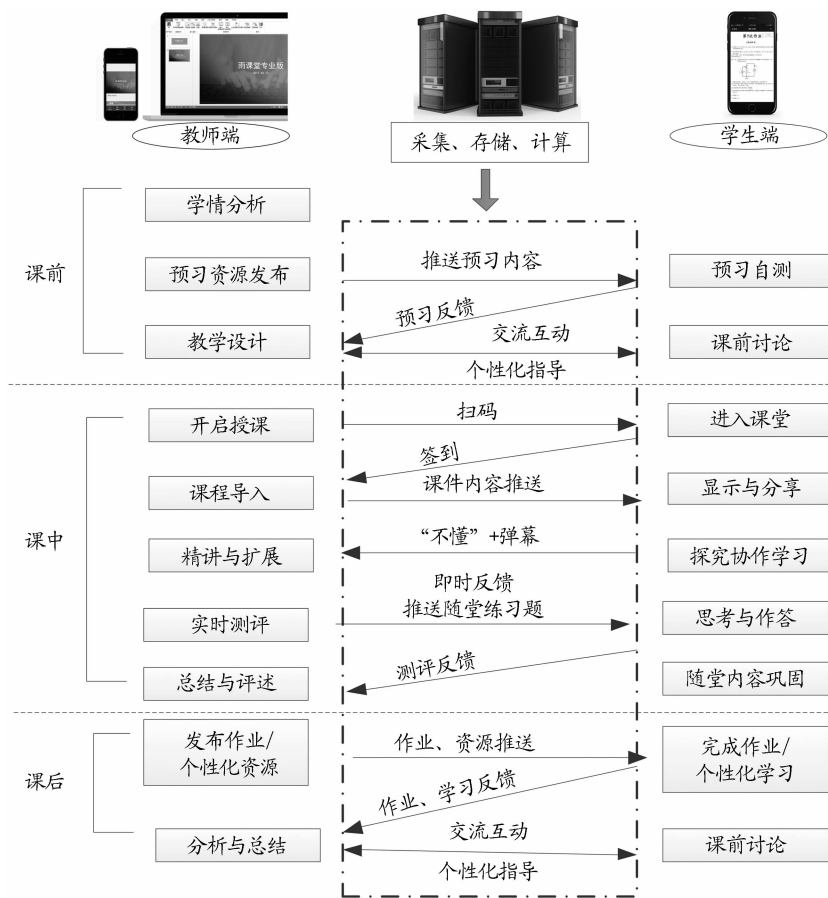 雨课堂专业版
第7次作业
教师端
采集、存储、计算
学生端
课前
学情分析
预习资源发布
推送预习内容
预习自测
预习反馈
教学设计
交流互动
课前讨论
个性化指导
课中
开启授课
扫码
进入课堂
签到
课程导入
课件内容推送
显示与分享
精讲与扩展
“不懂”+弹幕
探究协作学习
即时反馈
实时测评
推送随堂练习题
思考与作答
测评反馈
总结与评述
随堂内容巩固
课后
发布作业/
个性化资源
作业、资源推送
完成作业/
个性化学习
作业、学习反馈
分析与总结
交流互动
课前讨论
个性化指导